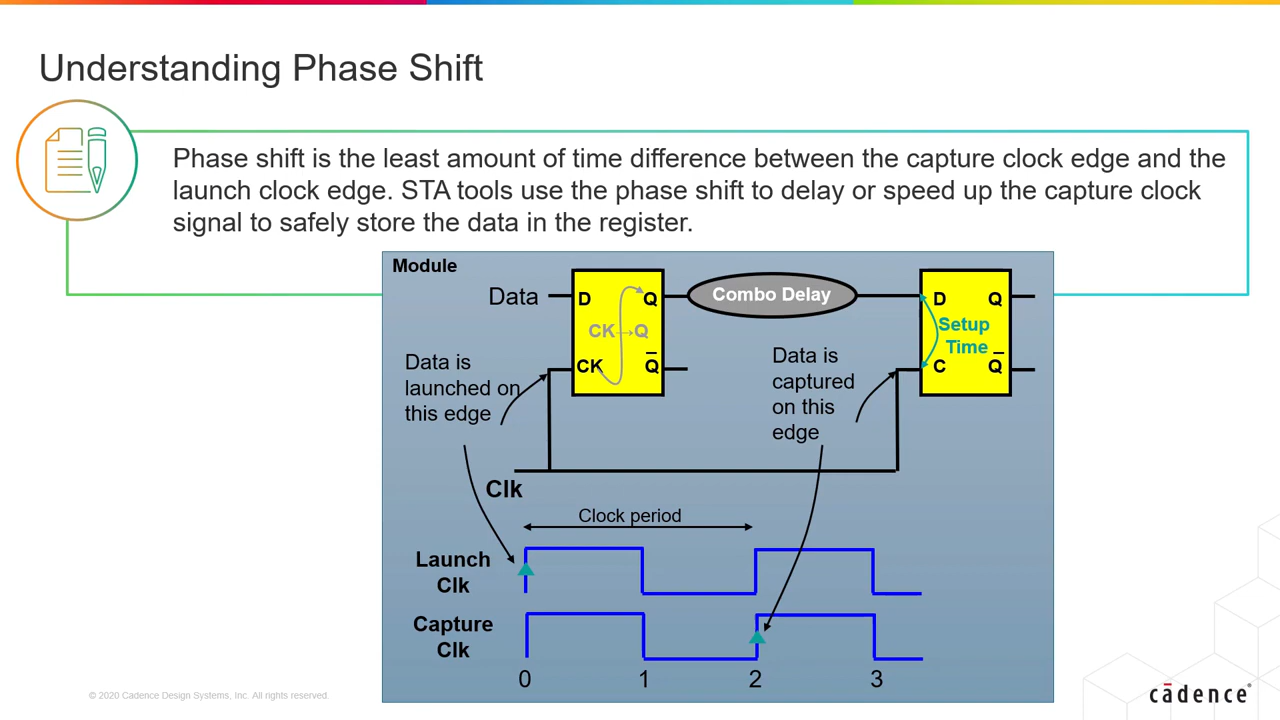 Understanding Phase Shift
Phase shift is the least amount of time difference between the capture clock edge and the
launch clock edge. STA tools use the phase shift to delay or speed up the capture clock
signal to safely store the data in the register.
Module
Data
D
Q
CK→Q
CK
Q̅
Combo Delay
D
Q
Setup
Time
C
Q̅
Data is
launched on
this edge
Data is
captured
on this
edge
Clk
Clock period
Launch
Clk
Capture
Clk
0 1 2 3
© 2020 Cadence Design Systems, Inc. All rights reserved.
cādence®